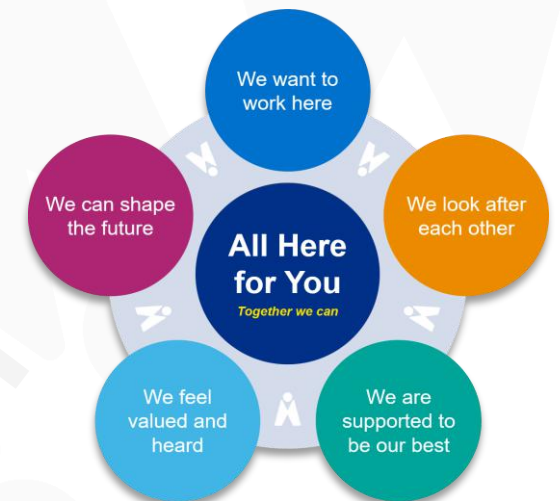 We want to
work here
We can shape
the future
We look after
each other
All Here
for You
Together we can
We feel
valued and
heard
We are
supported to
be our best